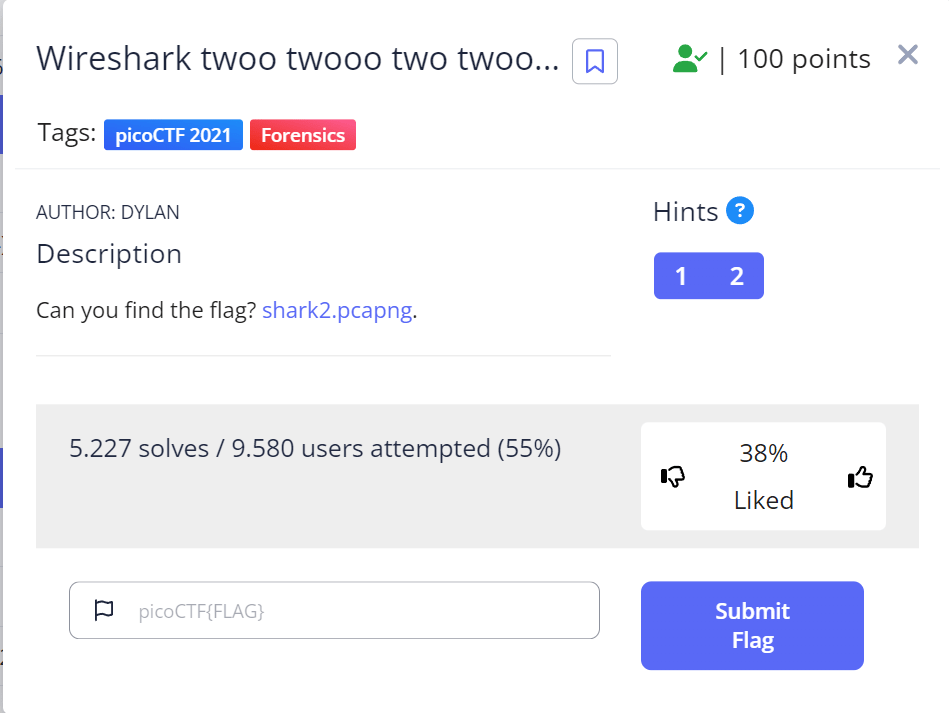 Wireshark twoo twooo two twoo...
| 100 points
Tags: picoCTF 2021 Forensics
AUTHOR: DYLAN
Hints ?
Description
1 2
Can you find the flag? shark2.pcapng.
5.227 solves / 9.580 users attempted (55%)
38%
Liked
picoCTF{FLAG}
Submit
Flag